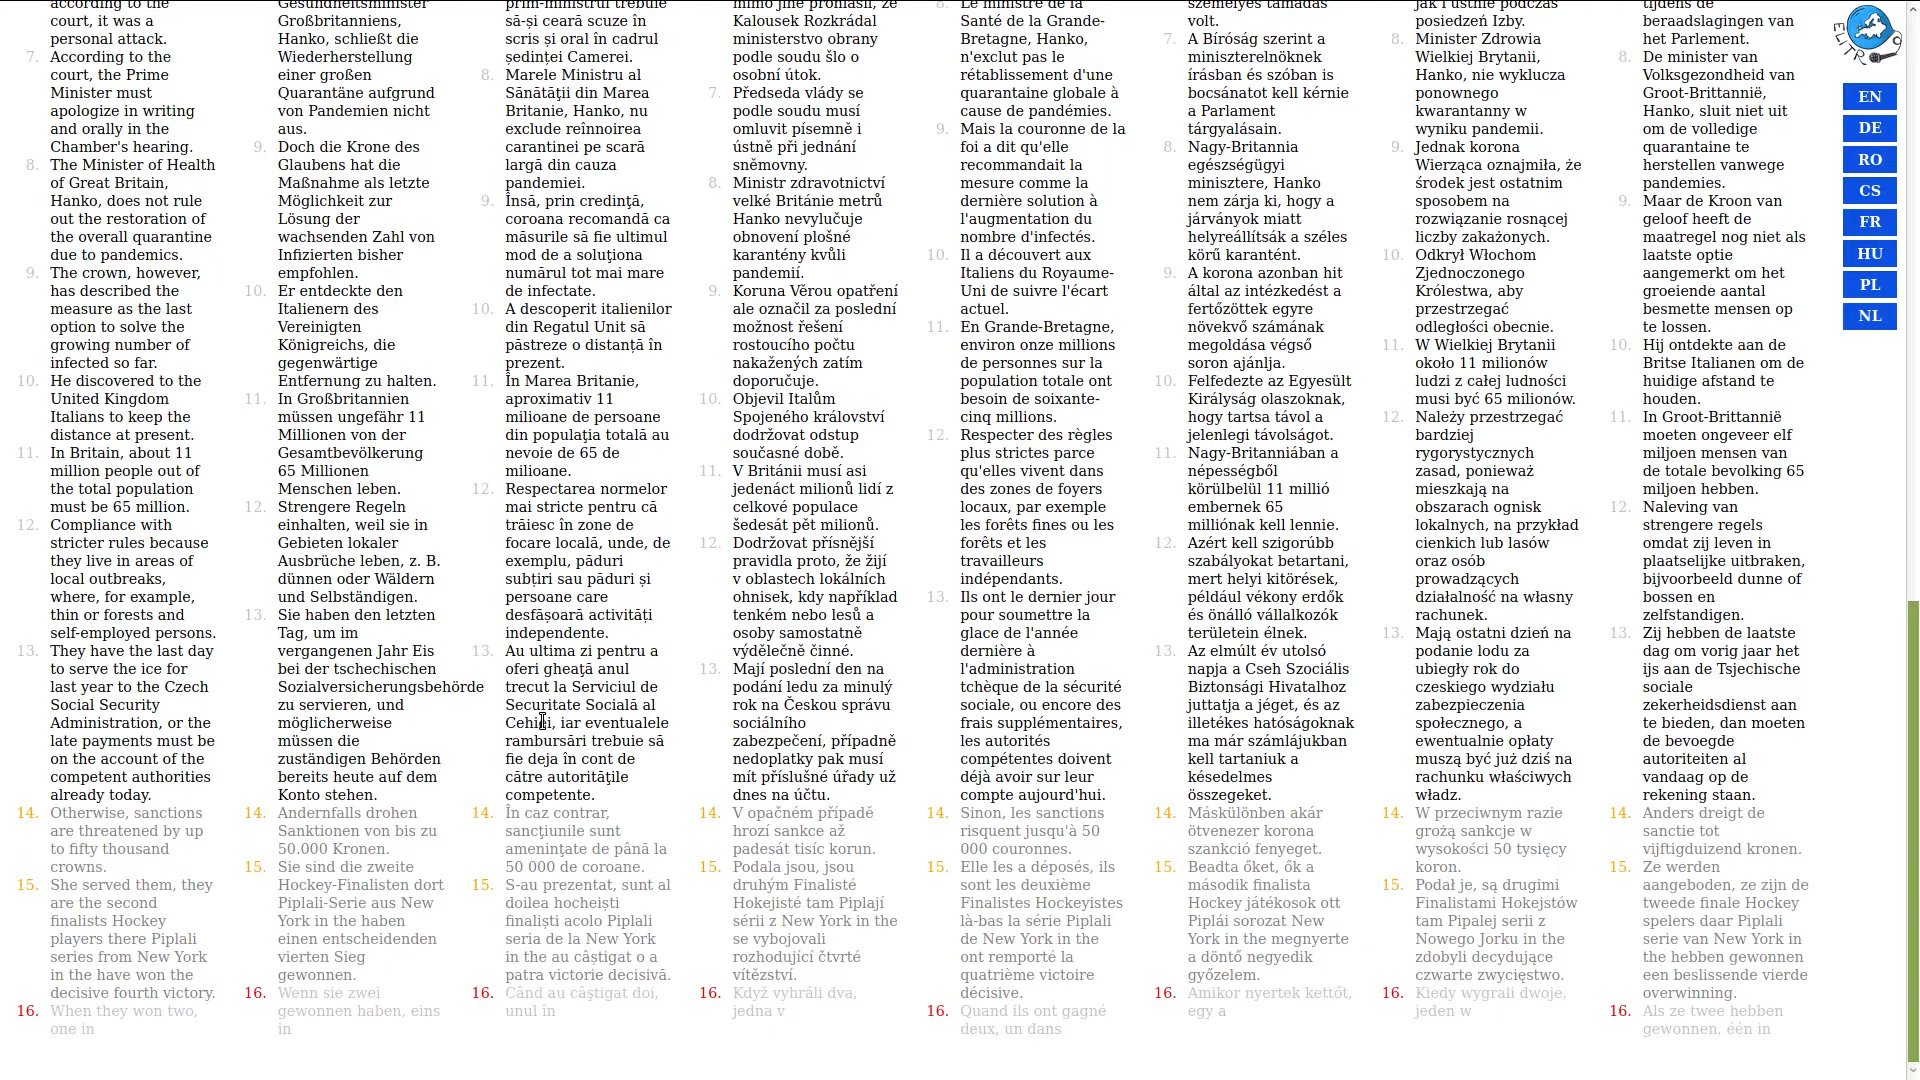 according to the
court, it was a
personal attack.
7. According to the
court, the Prime
Minister must
apologize in writing
and orally in the
Chamber's hearing.
8. The Minister of Health
of Great Britain,
Hanko, does not rule
out the restoration of
the overall quarantine
due to pandemics.
9. The crown, however,
has described the
measure as the last
option to solve the
growing number of
infected so far.
10. He discovered to the
United Kingdom
Italians to keep the
distance at present.
11. In Britain, about 11
million people out of
the total population
must be 65 million.
12. Compliance with
stricter rules because
they live in areas of
local outbreaks,
where, for example,
thin or forests and
self-employed persons.
13. They have the last day
to serve the ice for
last year to the Czech
Social Security
Administration, or the
late payments must be
on the account of the
competent authorities
already today.
14. Otherwise, sanctions
are threatened by up
to fifty thousand
crowns.
15. She served them, they
are the second
finalists Hockey
players there Piplali
series from New York
in the have won the
decisive fourth victory.
16. When they won two,
one in
Gesundheitsminister
Großbritanniens,
Hanko, schließt die
Wiederherstellung
einer großen
Quarantäne aufgrund
von Pandemien nicht
aus.
9. Doch die Krone des
Glaubens hat die
Maßnahme als letzte
Möglichkeit zur
Lösung der
wachsenden Zahl von
Infizierten bisher
empfohlen.
10. Er entdeckte den
Italienern des
Vereinigten
Königreichs, die
gegenwärtige
Entfernung zu halten.
11. In Großbritannien
müssen ungefähr 11
Millionen von der
Gesamtbevölkerung
65 Millionen
Menschen leben.
12. Strengere Regeln
einhalten, weil sie in
Gebieten lokaler
Ausbrüche leben, z. B.
dünnen oder Wäldern
und Selbständigen.
13. Sie haben den letzten
Tag, um im
vergangenen Jahr Eis
bei der tschechischen
Sozialversicherungsbehörde
zu servieren, und
möglicherweise
müssen die
zuständigen Behörden
bereits heute auf dem
Konto stehen.
14. Andernfalls drohen
Sanktionen von bis zu
50.000 Kronen.
15. Sie sind die zweite
Hockey-Finalisten dort
Piplali-Serie aus New
York in the haben
einen entscheidenden
vierten Sieg
gewonnen.
16. Wenn sie zwei
gewonnen haben, eins
in
prim-ministrul trebuie
să-și ceară scuze în
scris și oral în cadrul
ședinței Camerei.
8. Marele Ministru al
Sănătăţii din Marea
Britanie, Hanko, nu
exclude reînnoirea
carantinei pe scară
largă din cauza
pandemiei.
9. Însă, prin credinţă,
coroana recomandă ca
măsurile să fie ultimul
mod de a soluţiona
numărul tot mai mare
de infectate.
10. A descoperit italienilor
din Regatul Unit să
păstreze o distanță în
prezent.
11. În Marea Britanie,
aproximativ 11
milioane de persoane
din populaţia totală au
nevoie de 65 de
milioane.
12. Respectarea normelor
mai stricte pentru că
trăiesc în zone de
focare locală, unde, de
exemplu, păduri
subțiri sau păduri și
persoane care
desfășoară activități
independente.
13. Au ultima zi pentru a
oferi gheaţă anul
trecut la Serviciul de
Securitate Socială al
Cehiei, iar eventualele
rambursări trebuie să
fie deja în cont de
către autorităţile
competente.
14. În caz contrar,
sancţiunile sunt
ameninţate de până la
50 000 de coroane.
15. S-au prezentat, sunt al
doilea hocheiști
finaliști acolo Piplali
seria de la New York
in the au câștigat o a
patra victorie decisivă.
16. Când au câştigat doi,
unul în
mimo jiné prohlásil, že
Kalousek Rozkrádal
ministerstvo obrany
podle soudu šlo o
osobní útok.
7. Předseda vlády se
podle soudu musí
omluvit písemně i
ústně při jednání
sněmovny.
8. Ministr zdravotnictví
velké Británie metrů
Hanko nevylučuje
obnovení plošné
karantény kvůli
pandemií.
9. Koruna Věrou opatření
ale označil za poslední
možnost řešení
rostoucího počtu
nakažených zatím
doporučuje.
10. Objevil Italům
Spojeného království
dodržovat odstup
současné době.
11. V Británii musí asi
jedenáct milionů lidí z
celkové populace
šedesát pět milionů.
12. Dodržovat přísnější
pravidla proto, že žijí
v oblastech lokálních
ohnisek, kdy například
tenkém nebo lesů a
osoby samostatně
výdělečně činné.
13. Mají poslední den na
podání ledu za minulý
rok na Českou správu
sociálního
zabezpečení, případně
nedoplatky pak musí
mít příslušné úřady už
dnes na účtu.
14. V opačném případě
hrozí sankce až
padesát tisíc korun.
15. Podala jsou, jsou
druhým Finalisté
Hokejisté tam Piplají
sérií z New York in the
se vybojovali
rozhodující čtvrté
vítězství.
16. Když vyhráli dva,
jedna v
8. Le ministre de la
Santé de la Grande-
Bretagne, Hanko,
n'exclut pas le
rétablissement d'une
quarantaine globale à
cause de pandémies.
9. Mais la couronne de la
foi a dit qu'elle
recommandait la
mesure comme la
dernière solution à
l'augmentation du
nombre d'infectés.
10. Il a découvert aux
Italiens du Royaume-
Uni de suivre l'écart
actuel.
11. En Grande-Bretagne,
environ onze millions
de personnes sur la
population totale ont
besoin de soixante-
cinq millions.
12. Respecter des règles
plus strictes parce
qu'elles vivent dans
des zones de foyers
locaux, par exemple
les forêts fines ou les
forêts et les
travailleurs
indépendants.
13. Ils ont le dernier jour
pour soumettre la
glace de l'année
dernière à
l'administration
tchèque de la sécurité
sociale, ou encore des
frais supplémentaires,
les autorités
compétentes doivent
déjà avoir sur leur
compte aujourd'hui.
14. Sinon, les sanctions
risquent jusqu'à 50
000 couronnes.
15. Elle les a déposés, ils
sont les deuxième
Finalistes Hockeyistes
là-bas la série Piplali
de New York in the
ont remporté la
quatrième victoire
décisive.
16. Quand ils ont gagné
deux, un dans
személyes támadás
volt.
7. A Bíróság szerint a
miniszterelnöknek
írásban és szóban is
bocsánatot kell kérnie
a Parlament
tárgyalásain.
8. Nagy-Britannia
egészségügyi
minisztere, Hanko
nem zárja ki, hogy a
járványok miatt
helyreállítsák a széles
körű karantént.
9. A korona azonban hit
által az intézkedést a
fertőzöttek egyre
növekvő számának
megoldása végső
soron ajánlja.
10. Felfedezte az Egyesült
Királyság olaszoknak,
hogy tartsa távol a
jelenlegi távolságot.
11. Nagy-Britanniában a
népességből
körülbelül 11 millió
embernek 65
milliónak kell lennie.
12. Azért kell szigorúbb
szabályokat betartani,
mert helyi kitörések,
például vékony erdők
és önálló vállalkozók
területein élnek.
13. Az elmúlt év utolsó
napja a Cseh Szociális
Biztonsági Hivatalhoz
juttatja a jéget, és az
illetékes hatóságoknak
ma már számlájukban
kell tartaniuk a
késedelmes
összegeket.
14. Máskülönben akár
ötvenezer korona
szankció fenyeget.
15. Beadta őket, ők a
második finalista
Hockey játékosok ott
Piplái sorozat New
York in the megnyerte
a döntő negyedik
győzelem.
16. Amikor nyertek kettőt,
egy a
jak i ustnie podczas
posiedzeń Izby.
8. Minister Zdrowia
Wielkiej Brytanii,
Hanko, nie wyklucza
ponownego
kwarantanny w
wyniku pandemii.
9. Jednak korona
Wierząca oznajmiła, że
środek jest ostatnim
sposobem na
rozwiązanie rosnącej
liczby zakażonych.
10. Odkrył Włochom
Zjednoczonego
Królestwa, aby
przestrzegać
odległości obecnie.
11. W Wielkiej Brytanii
około 11 milionów
ludzi z całej ludności
musi być 65 milionów.
12. Należy przestrzegać
bardziej
rygorystycznych
zasad, ponieważ
mieszkają na
obszarach ognisk
lokalnych, na przykład
cienkich lub lasów
oraz osób
prowadzących
działalność na własny
rachunek.
13. Mają ostatni dzień na
podanie lodu za
ubiegły rok do
czeskiego wydziału
zabezpieczenia
społecznego, a
ewentualnie opłaty
muszą być już dziś na
rachunku właściwych
władz.
14. W przeciwnym razie
grożą sankcje w
wysokości 50 tysięcy
koron.
15. Podał je, są drugimi
Finalistami Hokejstów
tam Pipalej serii z
Nowego Jorku in the
zdobyli decydujące
czwarte zwycięstwo.
16. Kiedy wygrali dwoje,
jeden w
tijdens de
beraadslagingen van
het Parlement.
8. De minister van
Volksgezondheid van
Groot-Brittannië,
Hanko, sluit niet uit
om de volledige
quarantaine te
herstellen vanwege
pandemies.
9. Maar de Kroon van
geloof heeft de
maatregel nog niet als
laatste optie
aangemerkt om het
groeiende aantal
besmette mensen op
te lossen.
10. Hij ontdekte aan de
Britse Italianen om de
huidige afstand te
houden.
11. In Groot-Brittannië
moeten ongeveer elf
miljoen mensen van
de totale bevolking 65
miljoen hebben.
12. Naleving van
strengere regels
omdat zij leven in
plaatselijke uitbraken,
bijvoorbeeld dunne of
bossen en
zelfstandigen.
13. Zij hebben de laatste
dag om vorig jaar het
ijs aan de Tsjechische
sociale
zekerheidsdienst aan
te bieden, dan moeten
de bevoegde
autoriteiten al
vandaag op de
rekening staan.
14. Anders dreigt de
sanctie tot
vijftigduizend kronen.
15. Ze werden
aangeboden, ze zijn de
tweede finale Hockey
spelers daar Piplali
serie van New York in
the hebben gewonnen
een beslissende vierde
overwinning.
16. Als ze twee hebben
gewonnen, één in
ELITR
EN
DE
RO
CS
FR
HU
PL
NL